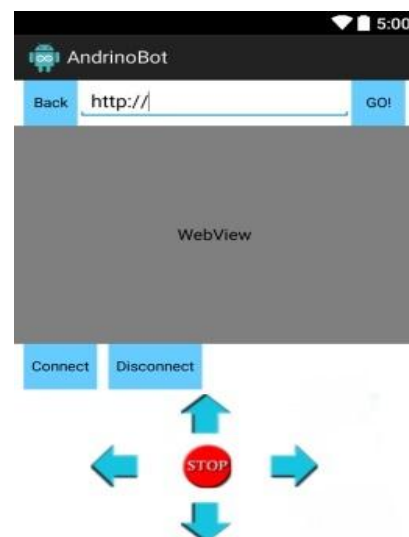 5:00
AndrinoBot
Back http:// GO!
WebView
Connect Disconnect
STOP